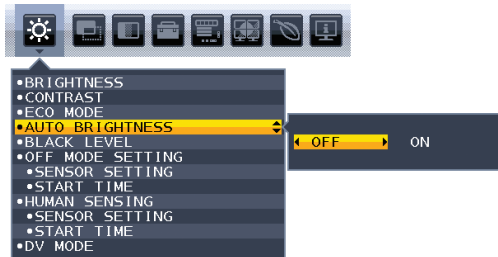 •BRIGHTNESS
•CONTRAST
•ECO MODE
•AUTO BRIGHTNESS
OFF ON
•BLACK LEVEL
•OFF MODE SETTING
•SENSOR SETTING
•START TIME
•HUMAN SENSING
•SENSOR SETTING
•START TIME
•DV MODE